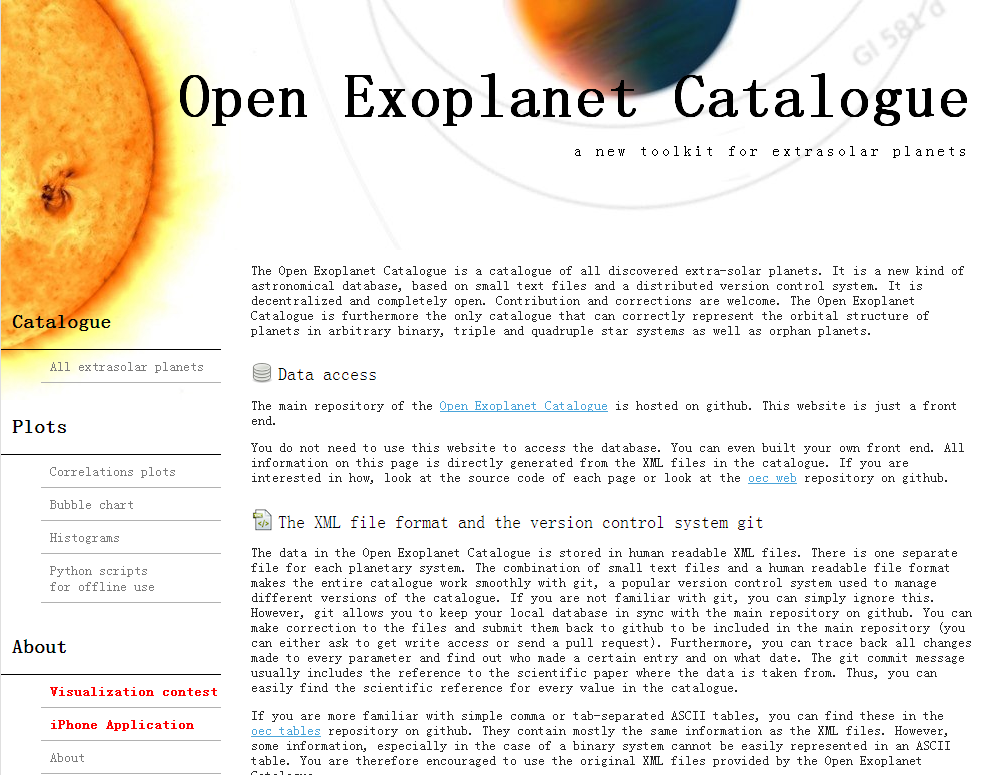 Gl 581 d
Open Exoplanet Catalogue
a new toolkit for extrasolar planets
Catalogue
All extrasolar planets
Plots
Correlations plots
Bubble chart
Histograms
Python scripts
for offline use
About
Visualization contest
iPhone Application
About
The Open Exoplanet Catalogue is a catalogue of all discovered extra-solar planets. It is a new kind of
astronomical database, based on small text files and a distributed version control system. It is
decentralized and completely open. Contribution and corrections are welcome. The Open Exoplanet
Catalogue is furthermore the only catalogue that can correctly represent the orbital structure of
planets in arbitrary binary, triple and quadruple star systems as well as orphan planets.
Data access
The main repository of the Open Exoplanet Catalogue is hosted on github. This website is just a front
end.
You do not need to use this website to access the database. You can even built your own front end. All
information on this page is directly generated from the XML files in the catalogue. If you are
interested in how, look at the source code of each page or look at the oec web repository on github.
The XML file format and the version control system git
The data in the Open Exoplanet Catalogue is stored in human readable XML files. There is one separate
file for each planetary system. The combination of small text files and a human readable file format
makes the entire catalogue work smoothly with git, a popular version control system used to manage
different versions of the catalogue. If you are not familiar with git, you can simply ignore this.
However, git allows you to keep your local database in sync with the main repository on github. You can
make correction to the files and submit them back to github to be included in the main repository (you
can either ask to get write access or send a pull request). Furthermore, you can trace back all changes
made to every parameter and find out who made a certain entry and on what date. The git commit message
usually includes the reference to the scientific paper where the data is taken from. Thus, you can
easily find the scientific reference for every value in the catalogue.
If you are more familiar with simple comma or tab-separated ASCII tables, you can find these in the
oec tables repository on github. They contain mostly the same information as the XML files. However,
some information, especially in the case of a binary system cannot be easily represented in an ASCII
table. You are therefore encouraged to use the original XML files provided by the Open Exoplanet
Catalogue.